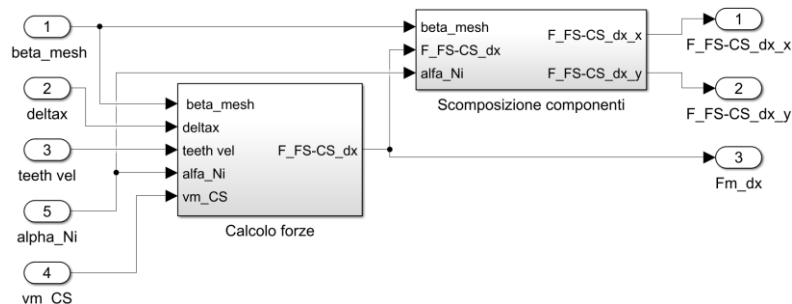 1
beta_mesh
2
deltax
3
teeth vel
5
alpha_Ni
4
vm_CS
beta_mesh
deltax
teeth vel
alfa_Ni
vm_CS
F_FS-CS_dx
Calcolo forze
beta_mesh
F_FS-CS_dx
alfa_Ni
F_FS-CS_dx_x
F_FS-CS_dx_y
Scomposizione componenti
1
F_FS-CS_dx_x
2
F_FS-CS_dx_y
3
Fm_dx